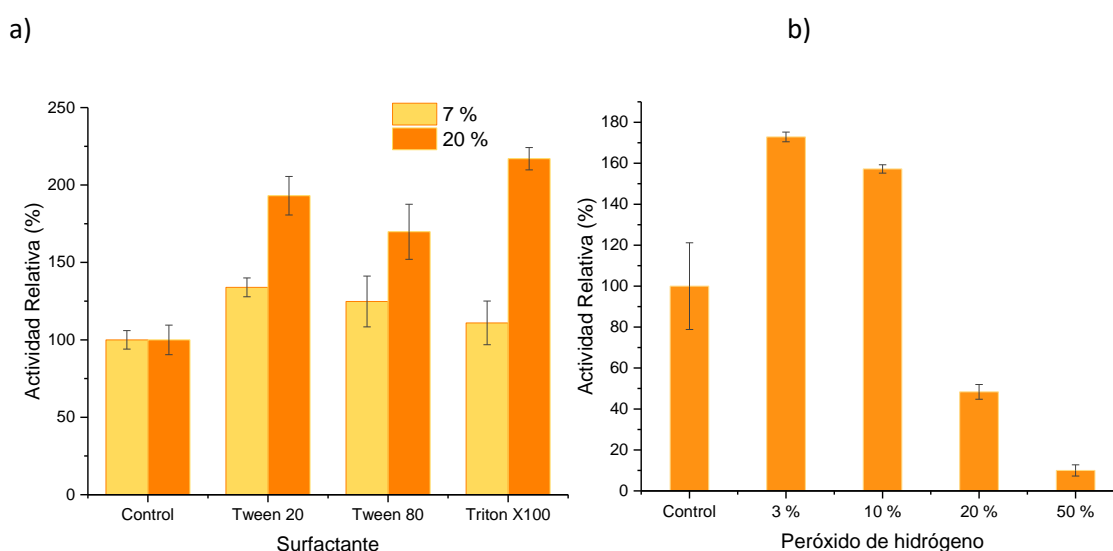 a)
b)
7 %
20 %
250
200
150
100
50
0
Actividad Relativa (%)
Control
Tween 20
Tween 80
Triton X100
Surfactante
180
160
140
120
100
80
60
40
20
0
Actividad Relativa (%)
Control
3 %
10 %
20 %
50 %
Peróxido de hidrógeno